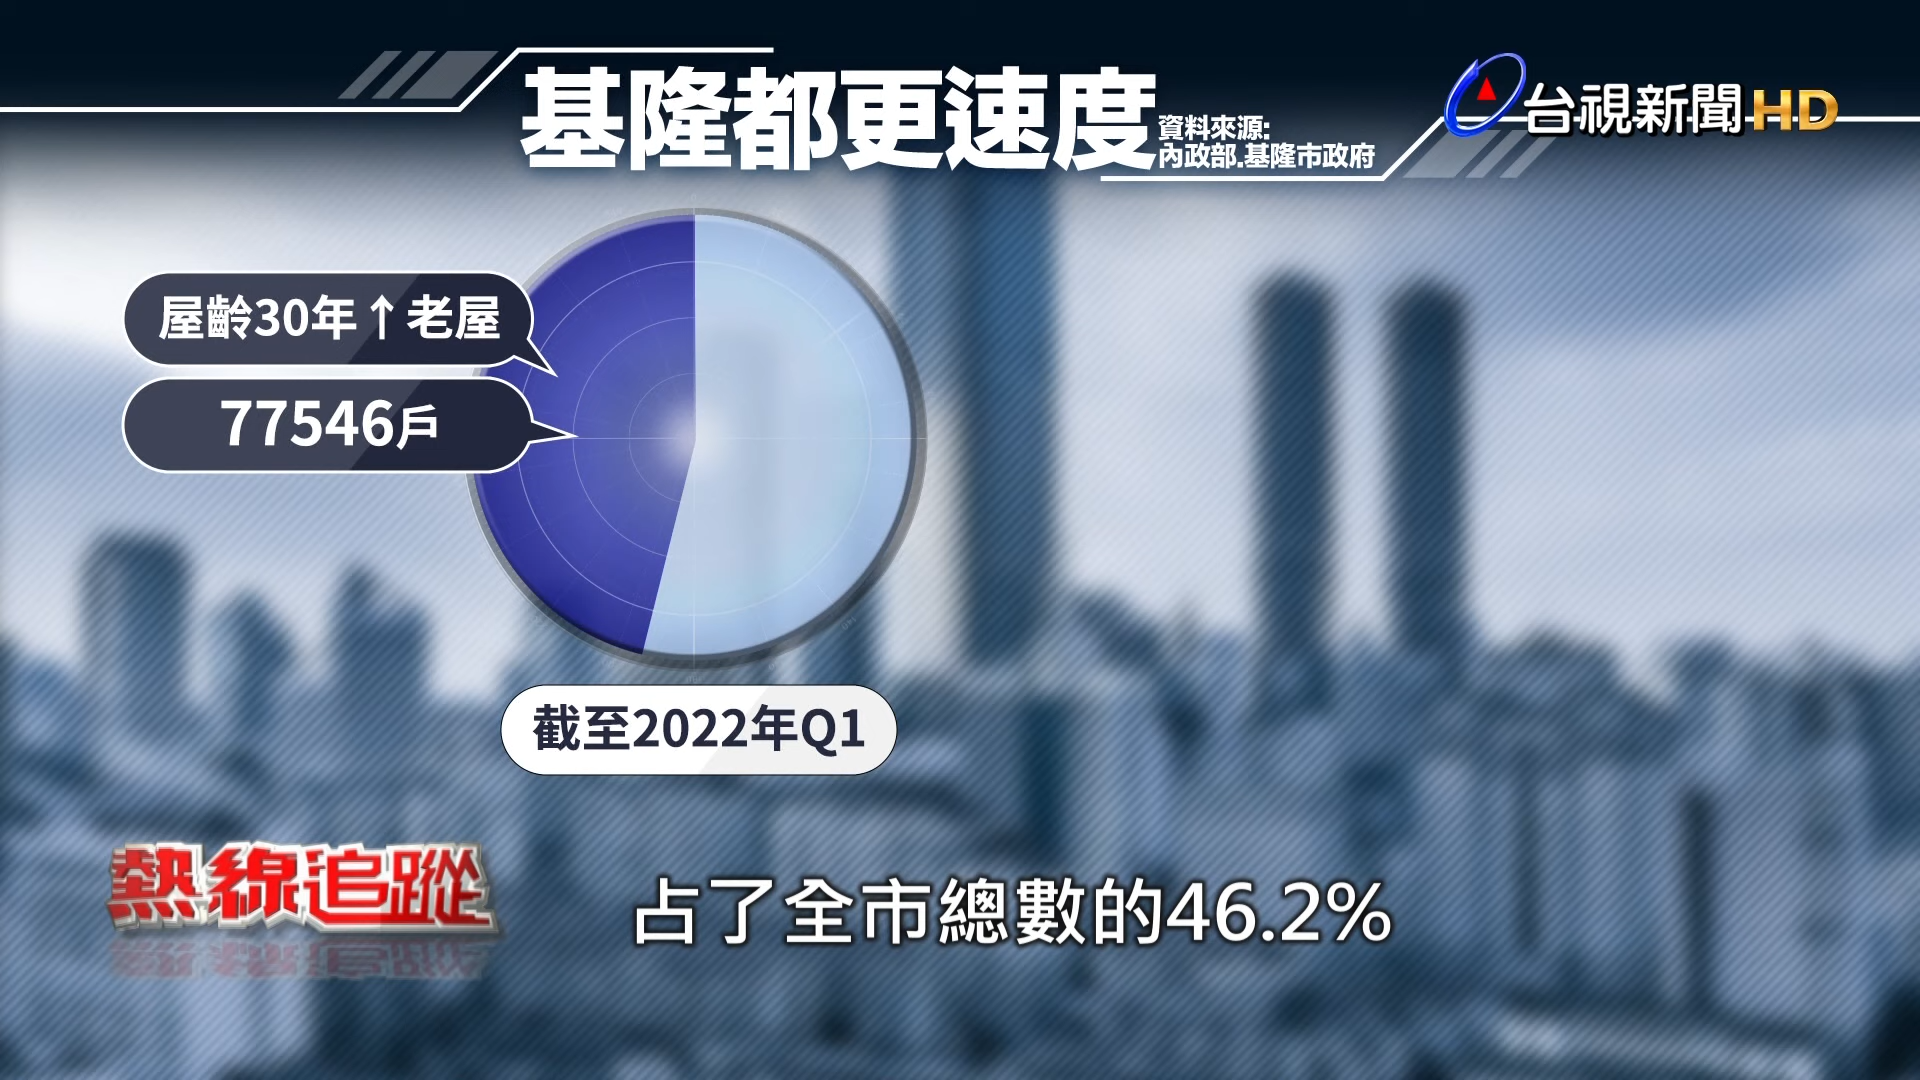 基隆都更速度
資料來源:
內政部.基隆市政府
台視新聞HD
屋齡30年↑老屋
77546戶
截至2022年Q1
熱線追蹤
占了全市總數的46.2%